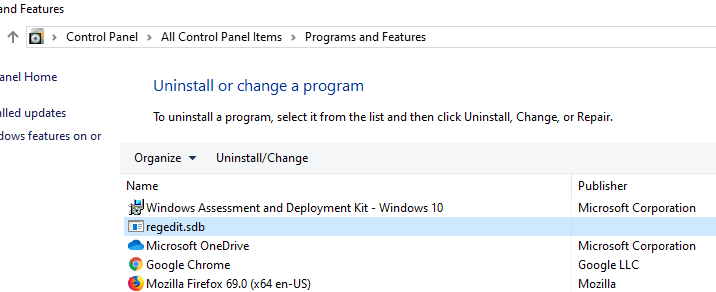 and Features
Control Panel > All Control Panel Items > Programs and Features
anel Home
alled updates
dows features on or
Uninstall or change a program
To uninstall a program, select it from the list and then click Uninstall, Change, or Repair.
Organize Uninstall/Change
Name Publisher
Windows Assessment and Deployment Kit - Windows 10 Microsoft Corporation
regedit.sdb
Microsoft OneDrive Microsoft Corporation
Google Chrome Google LLC
Mozilla Firefox 69.0 (x64 en-US) Mozilla